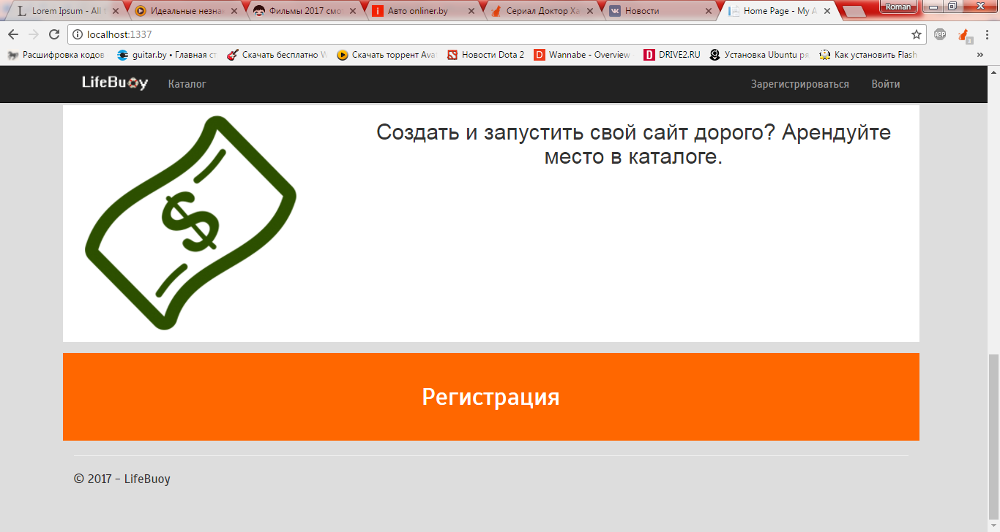 Lorem Ipsum - All
Идеальные незна
Фильмы 2017 смо
Авто onliner.by
Сериал Доктор Ха
Новости
Home Page - My A
Roman
localhost:1337
ABP
3
Расшифровка кодов
guitar.by • Главная ст
Скачать бесплатно
Скачать торрент Ava
Новости Dota 2
Wannabe - Overview
DRIVE2.RU
Установка Ubuntu ря
Как установить Flash
»
LifeBuoy
Каталог
Зарегистрироваться
Войти
$
Создать и запустить свой сайт дорого? Арендуйте
место в каталоге.
Регистрация
© 2017 - LifeBuoy